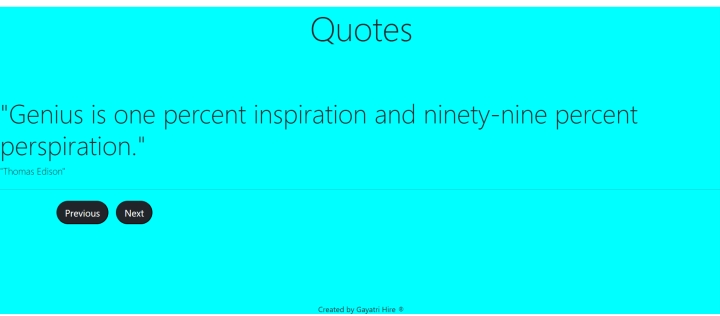 Quotes
"Genius is one percent inspiration and ninety-nine percent
perspiration."
"Thomas Edison"
Previous Next
Created by Gayatri Hire ®